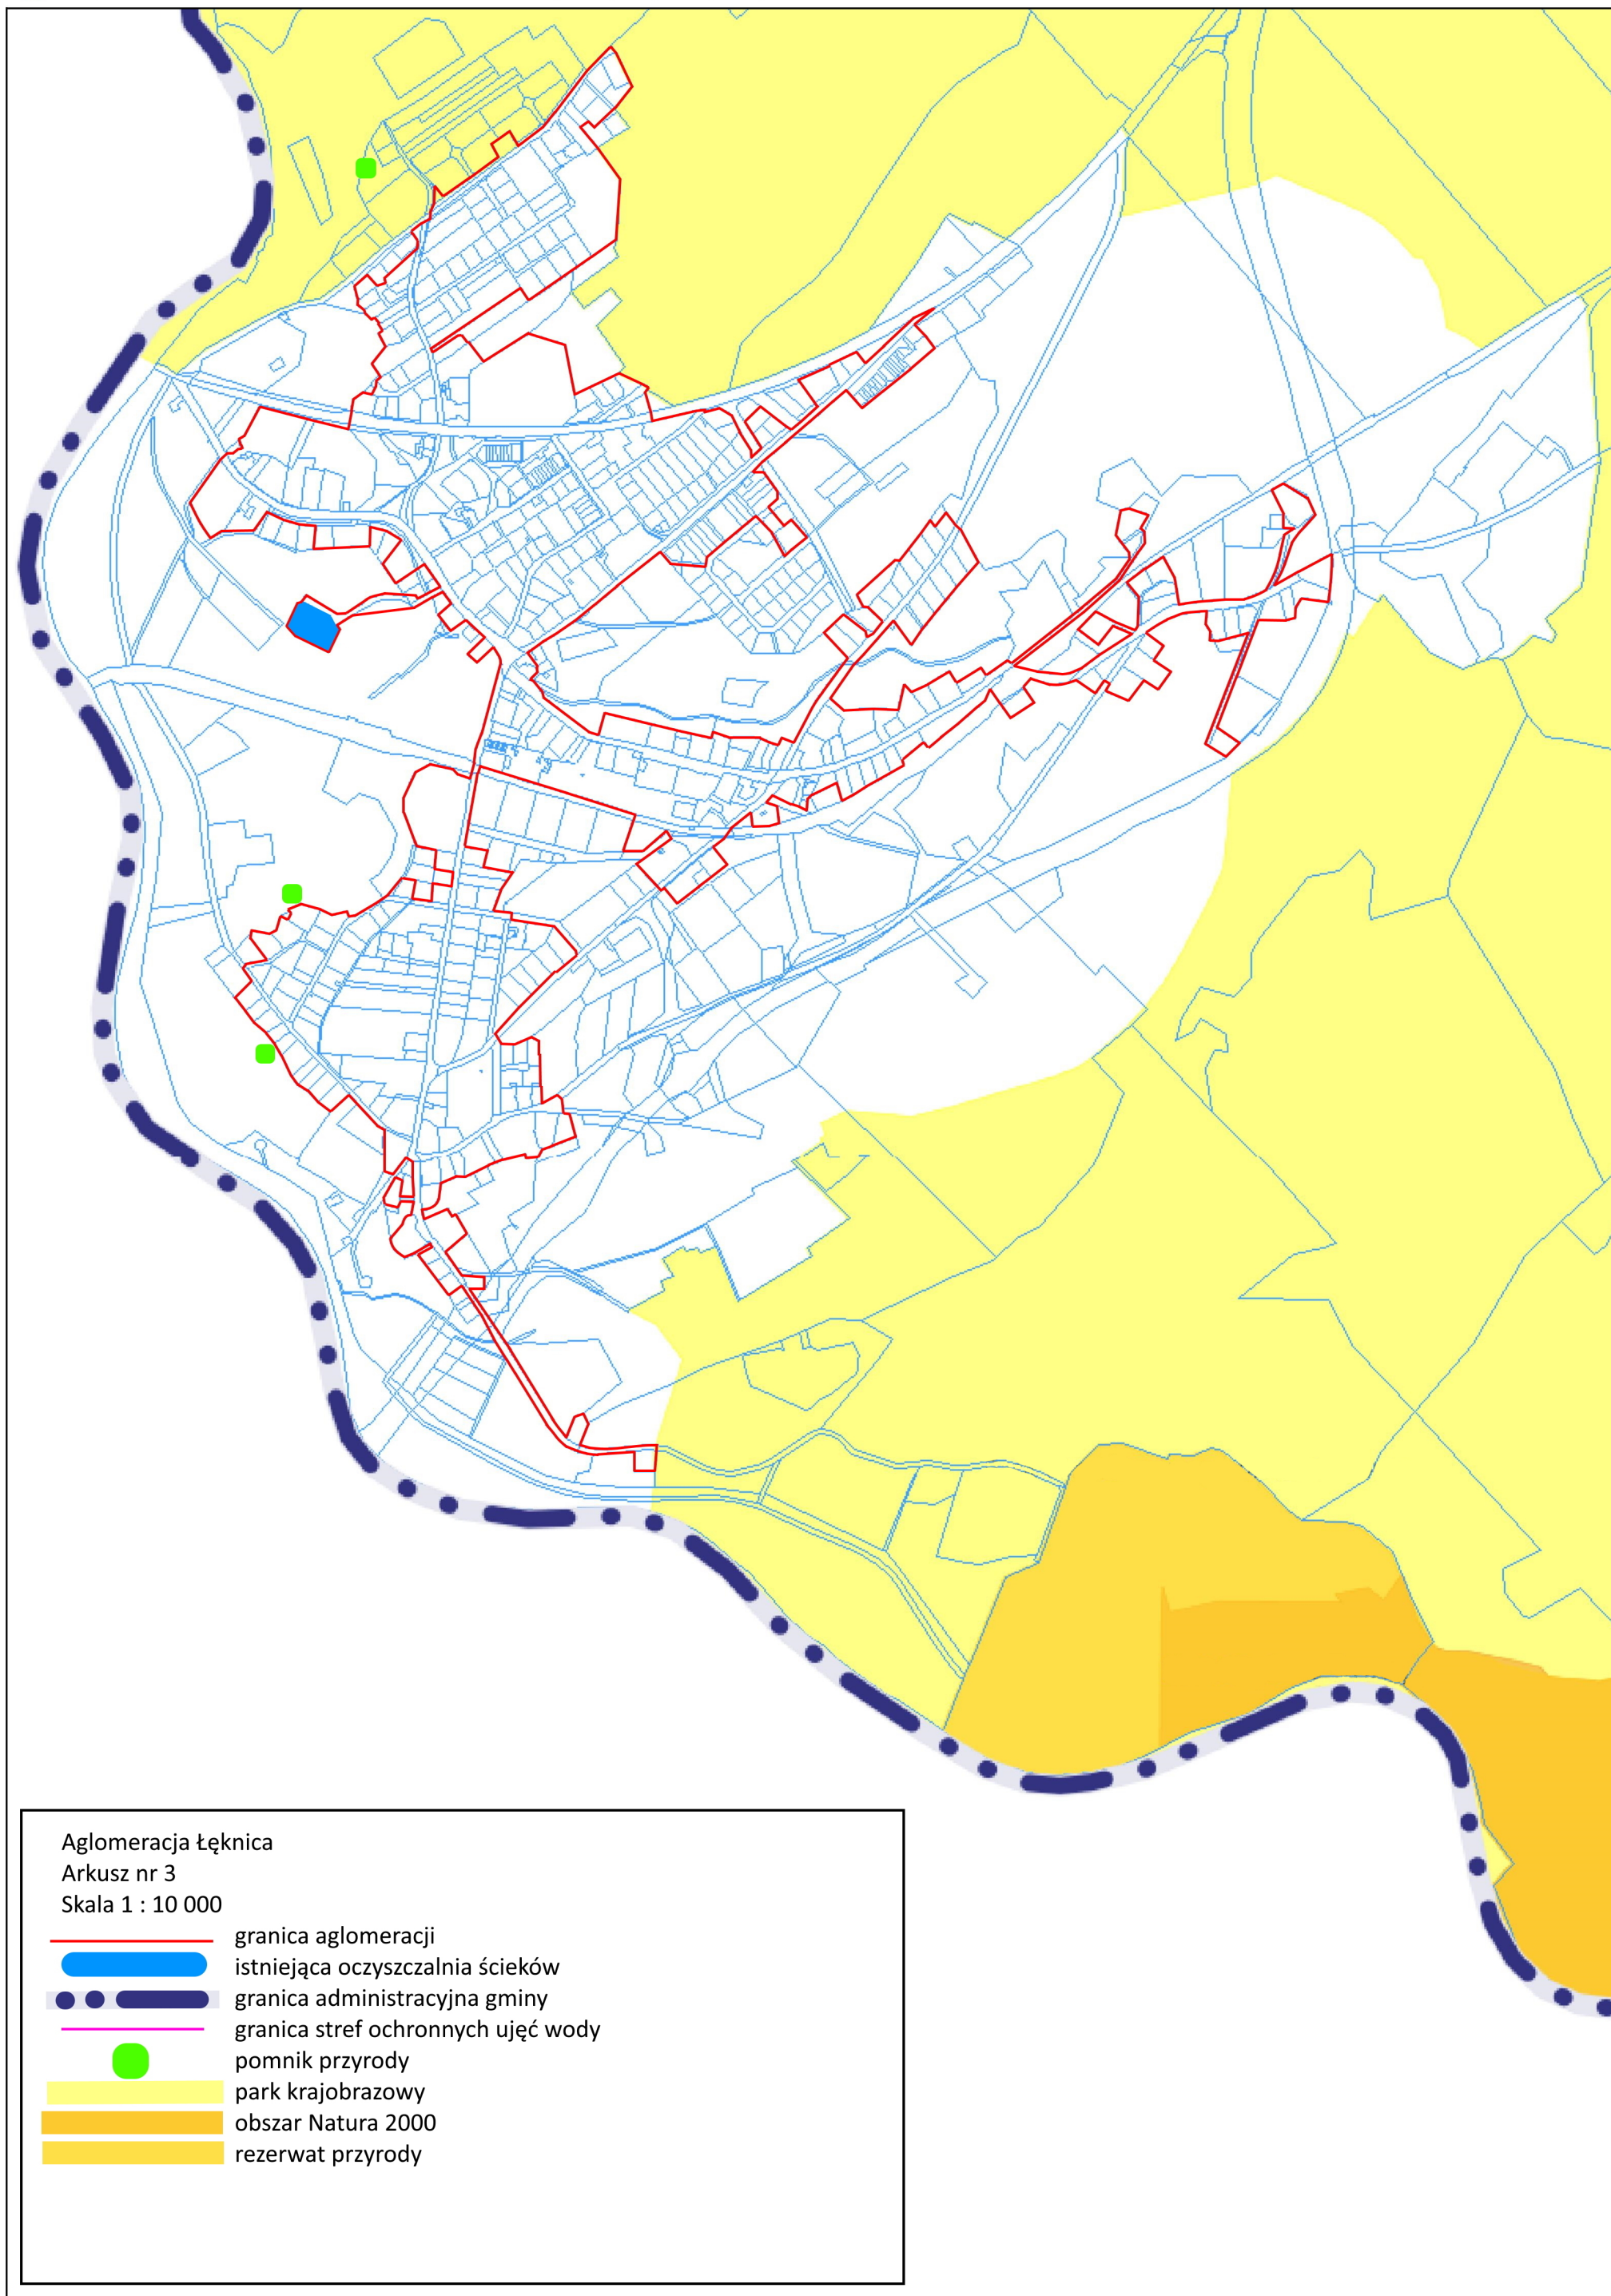 Aglomeracja Łęknica
Arkusz nr 3
Skala 1 : 10 000
granica aglomeracji
istniejąca oczyszczalnia ścieków
granica administracyjna gminy
granica stref ochronnych ujęć wody
pomnik przyrody
park krajobrazowy
obszar Natura 2000
rezerwat przyrody